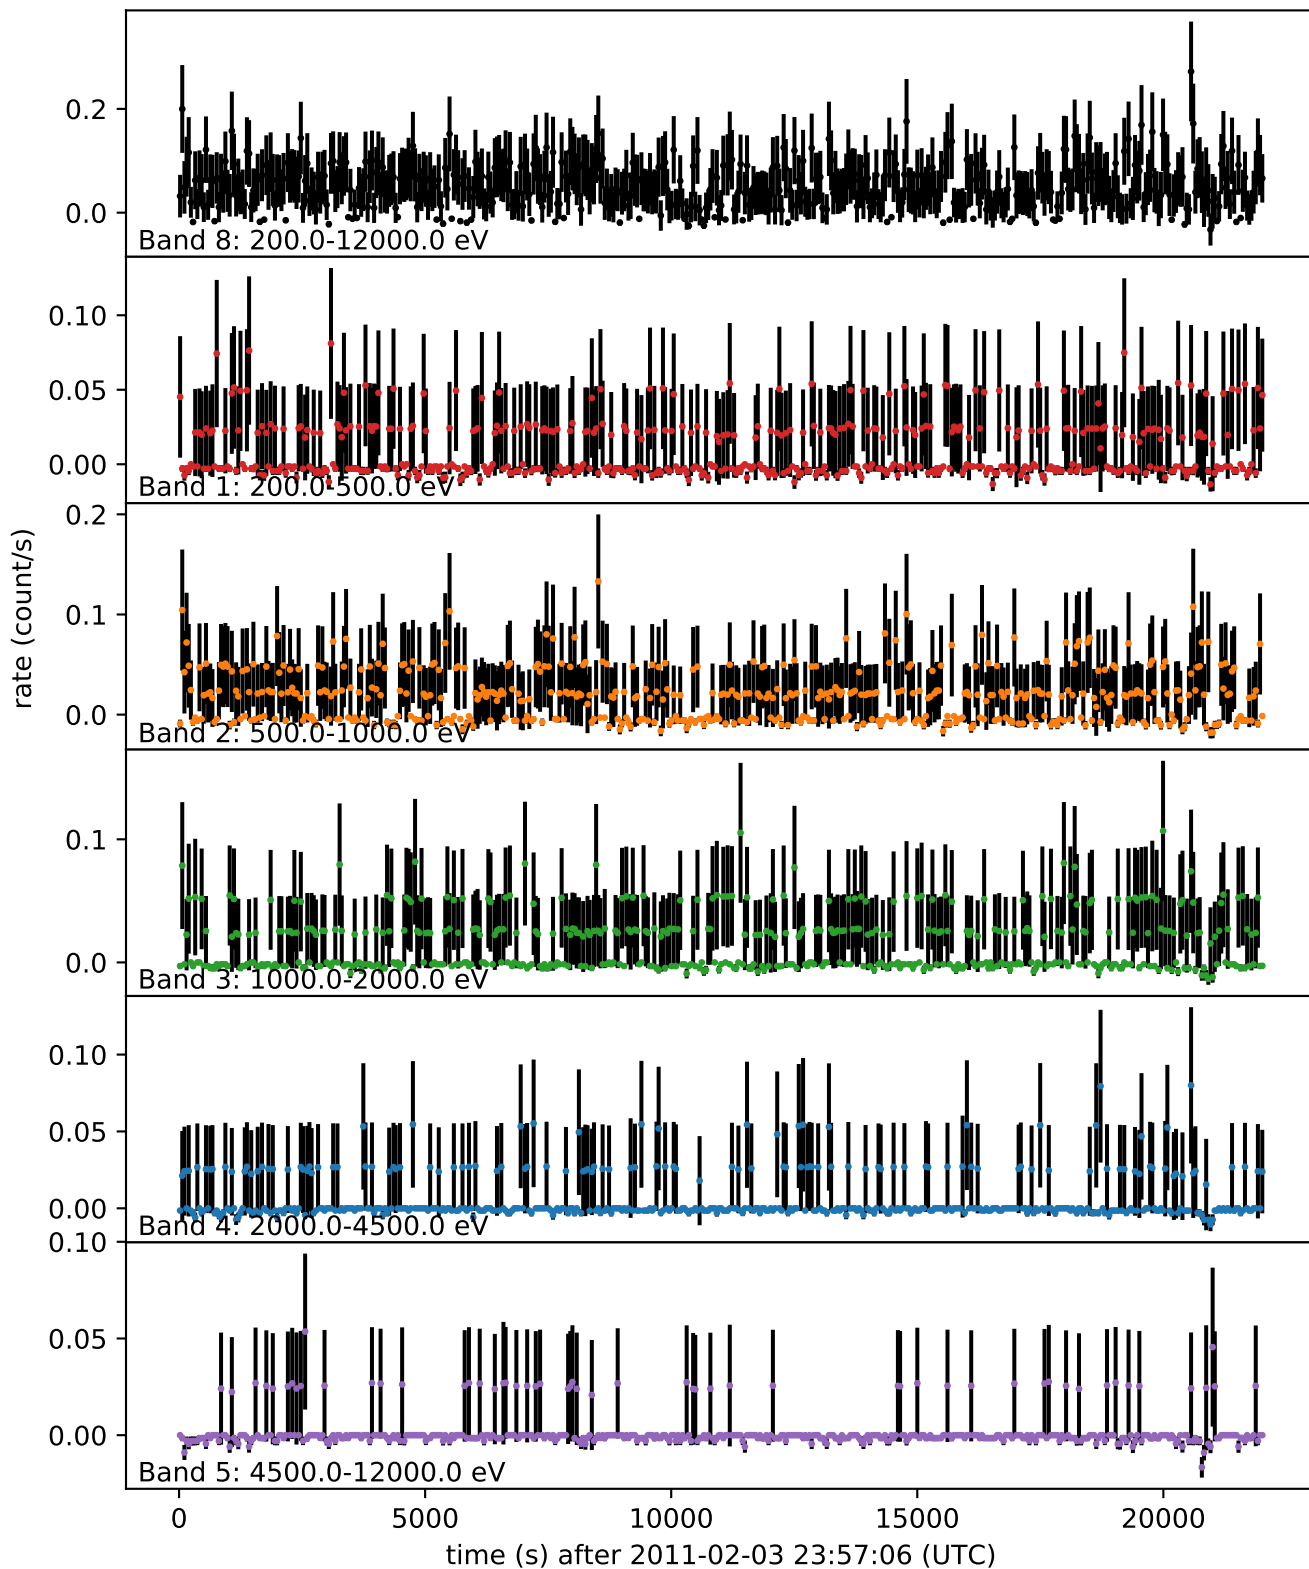 0.2
0.0
Band 8: 200.0-12000.0 eV
0.10
0.05
0.00
Band 1: 200.0-500.0 eV
0.2
0.1
0.0
Band 2: 500.0-1000.0 eV
rate (count/s)
0.1
0.0
Band 3: 1000.0-2000.0 eV
0.10
0.05
0.00
Band 4: 2000.0-4500.0 eV
0.10
0.05
0.00
Band 5: 4500.0-12000.0 eV
0 5000 10000 15000 20000
time (s) after 2011-02-03 23:57:06 (UTC)